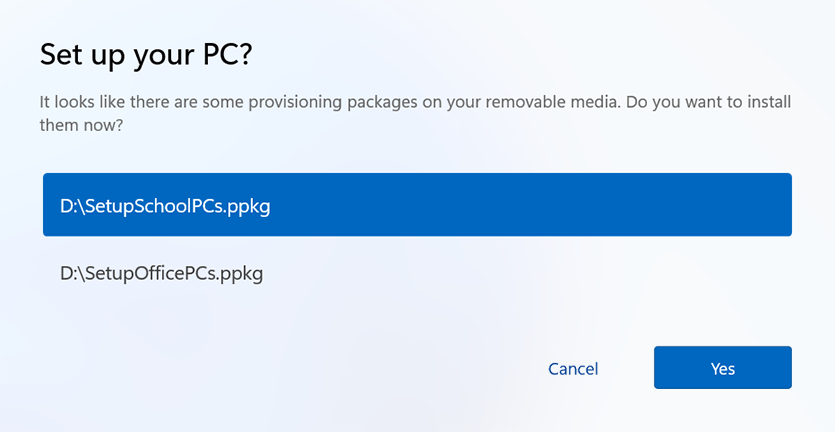 Set up your PC?
It looks like there are some provisioning packages on your removable media. Do you want to install
them now?
D:\SetupSchoolPCs.ppkg
D:\SetupOfficePCs.ppkg
Cancel
Yes